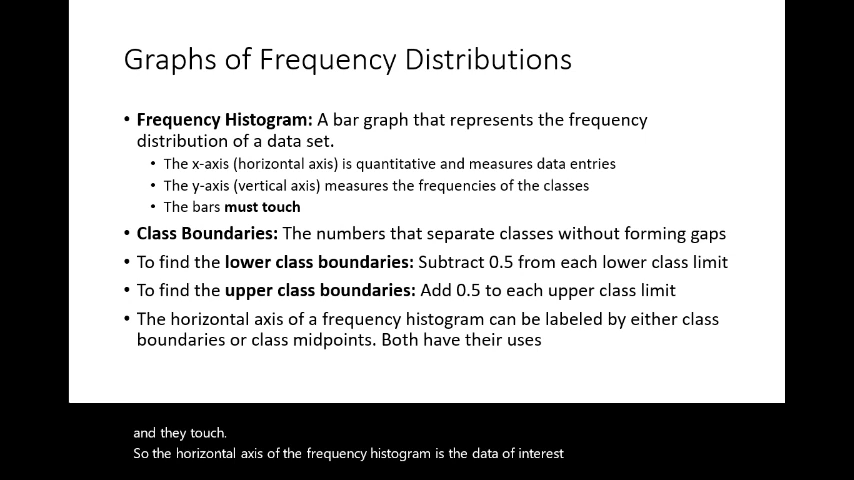 Graphs of Frequency Distributions
• Frequency Histogram: A bar graph that represents the frequency
distribution of a data set.
• The x-axis (horizontal axis) is quantitative and measures data entries
• The y-axis (vertical axis) measures the frequencies of the classes
• The bars must touch
• Class Boundaries: The numbers that separate classes without forming gaps
• To find the lower class boundaries: Subtract 0.5 from each lower class limit
• To find the upper class boundaries: Add 0.5 to each upper class limit
• The horizontal axis of a frequency histogram can be labeled by either class
boundaries or class midpoints. Both have their uses
and they touch.
So the horizontal axis of the frequency histogram is the data of interest